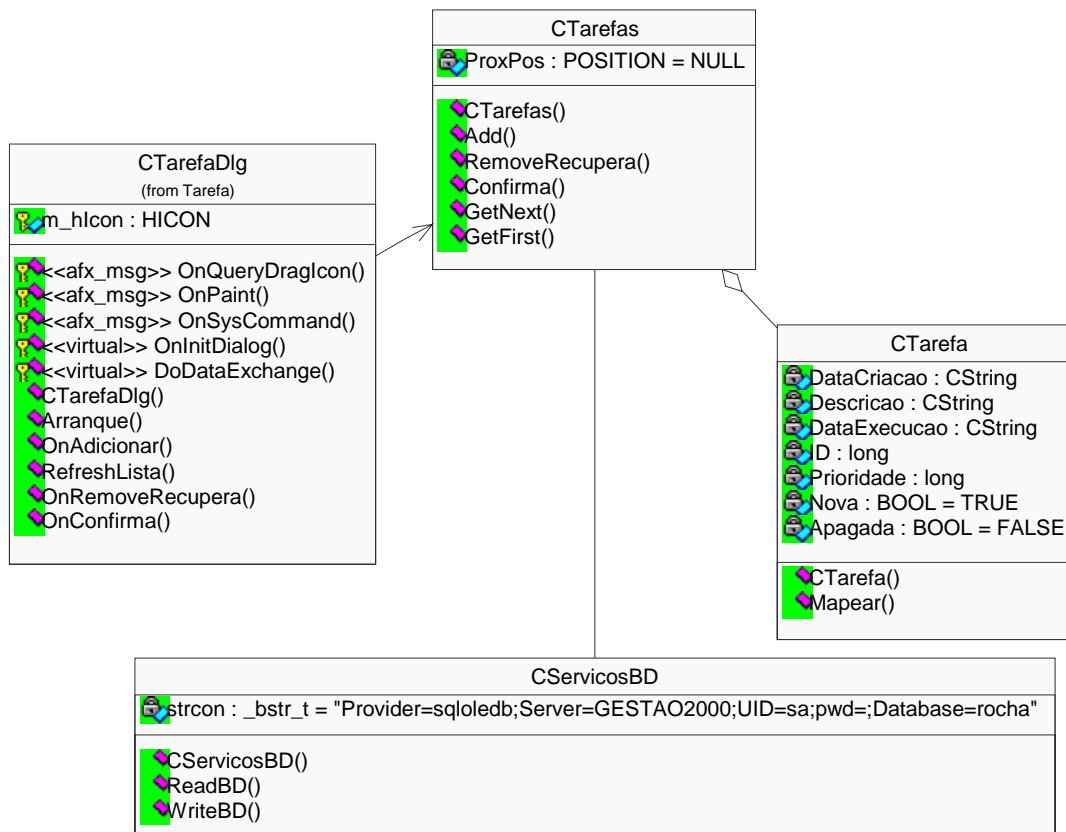 CTarefas
ProxPos : POSITION = NULL
CTarefas()
Add()
RemoveRecupera()
Confirma()
GetNext()
GetFirst()
CTarefaDlg
(from Tarefa)
m_hIcon : HICON
<<afx_msg>> OnQueryDragIcon()
<<afx_msg>> OnPaint()
<<afx_msg>> OnSysCommand()
<<virtual>> OnInitDialog()
<<virtual>> DoDataExchange()
CTarefaDlg()
Arranque()
OnAdicionar()
RefreshLista()
OnRemoveRecupera()
OnConfirma()
CTarefa
DataCriacao : CString
Descricao : CString
DataExecucao : CString
ID : long
Prioridade : long
Nova : BOOL = TRUE
Apagada : BOOL = FALSE
CTarefa()
Mapear()
CServicosBD
strcon : _bstr_t = "Provider=sqloledb;Server=GESTAO2000;UID=sa;pwd=;Database=rocha"
CServicosBD()
ReadBD()
WriteBD()